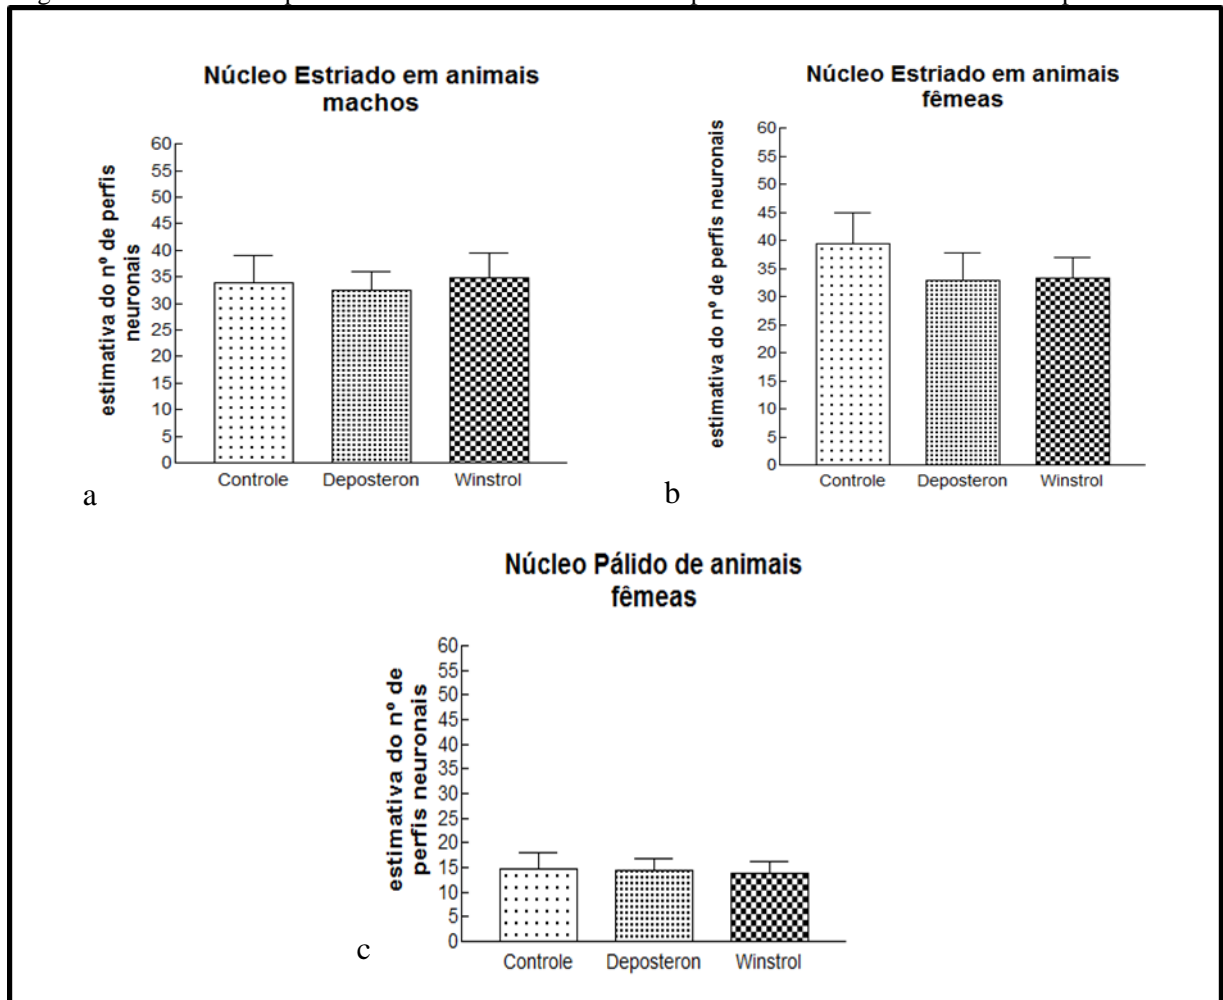 Núcleo Estriado em animais
machos
estimativa do nº de perfis
neuronais
60
55
50
45
40
35
30
25
20
15
10
5
0
Controle Deposteron Winstrol
a
Núcleo Estriado em animais
fêmeas
estimativa do nº de perfis neuronais
60
55
50
45
40
35
30
25
20
15
10
5
0
Controle Deposteron Winstrol
b
Núcleo Pálido de animais
fêmeas
estimativa do nº de
perfis neuronais
60
55
50
45
40
35
30
25
20
15
10
5
0
Controle Deposteron Winstrol
c